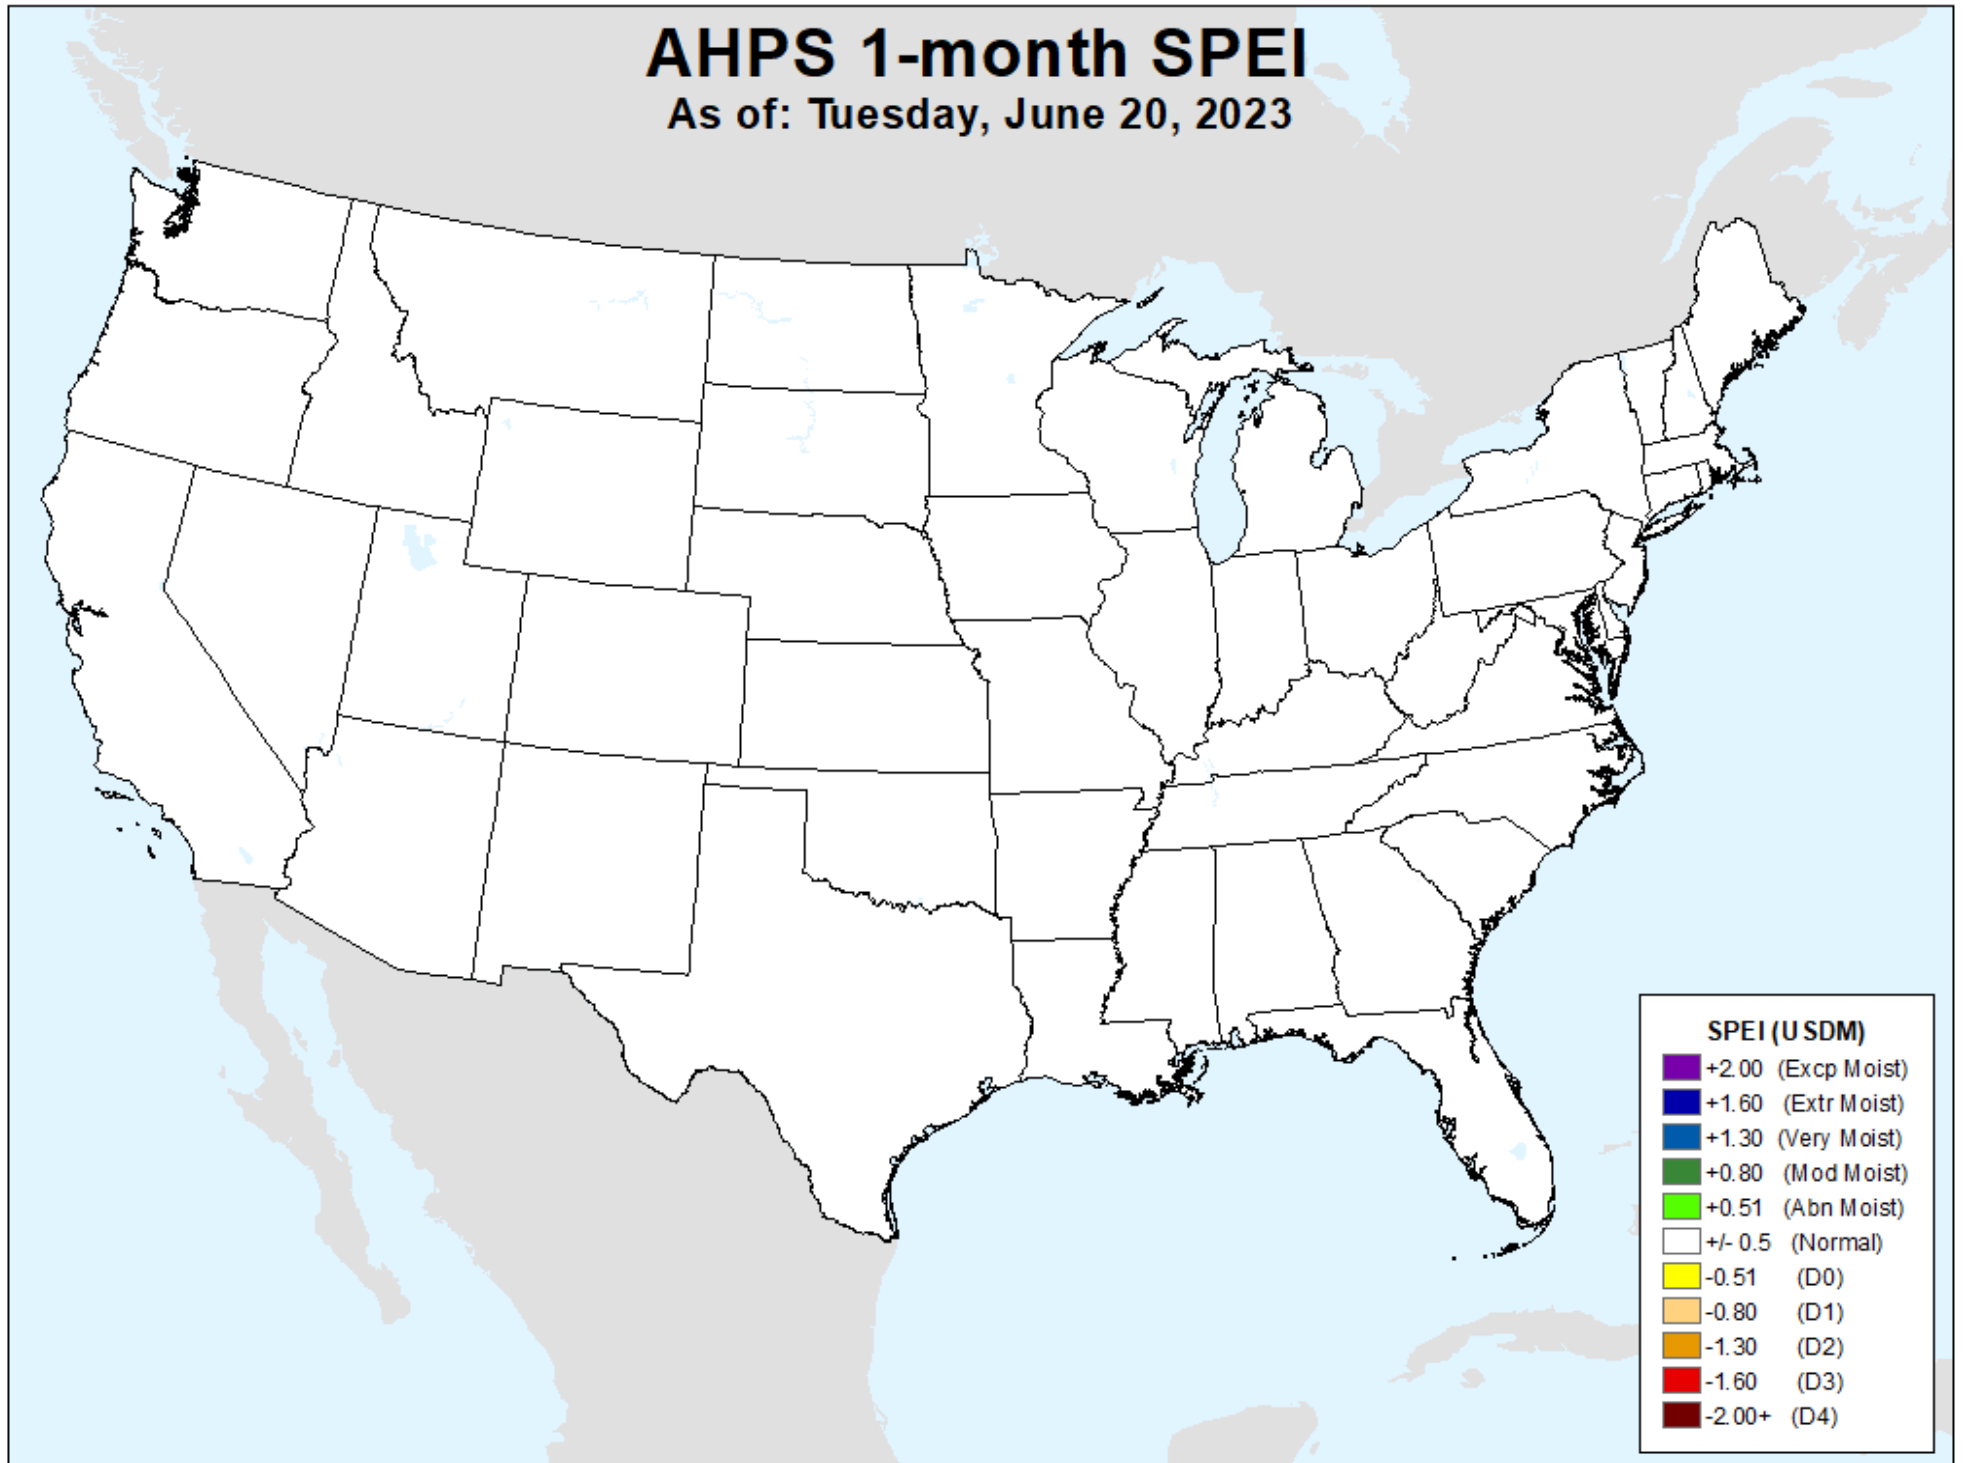 AHPS 1-month SPEI
As of: Tuesday, June 20, 2023
SPEI (USDM)
+2.00 (Excp Moist)
+1.60 (Extr Moist)
+1.30 (Very Moist)
+0.80 (Mod Moist)
+0.51 (Abn Moist)
+/- 0.5 (Normal)
-0.51 (D0)
-0.80 (D1)
-1.30 (D2)
-1.60 (D3)
-2.00+ (D4)